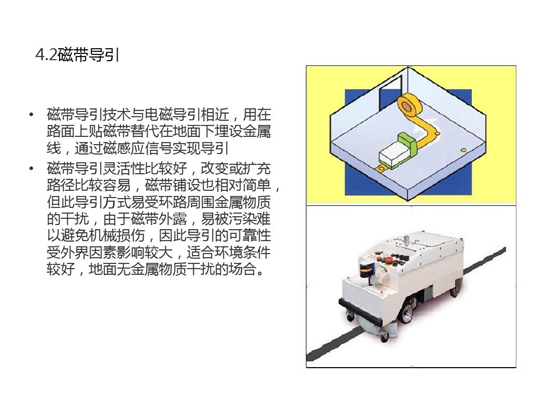 4.2磁带导引
• 磁带导引技术与电磁导引相近，用在
路面上贴磁带替代在地面下埋设金属
线，通过磁感应信号实现导引
• 磁带导引灵活性比较好，改变或扩充
路径比较容易，磁带铺设也相对简单，
但此导引方式易受环路周围金属物质
的干扰，由于磁带外露，易被污染难
以避免机械损伤，因此导引的可靠性
受外界因素影响较大，适合环境条件
较好，地面无金属物质干扰的场合。